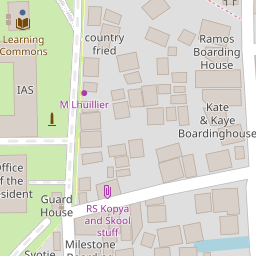 Learning
Commons
country
fried
Ramos
Boarding
House
IAS
M Lhuillier
Kate
& Kaye
Boardinghouse
Office
of the
President
Guard
House
RS Kopya
and Skool
stuff
Milestone
Syotie